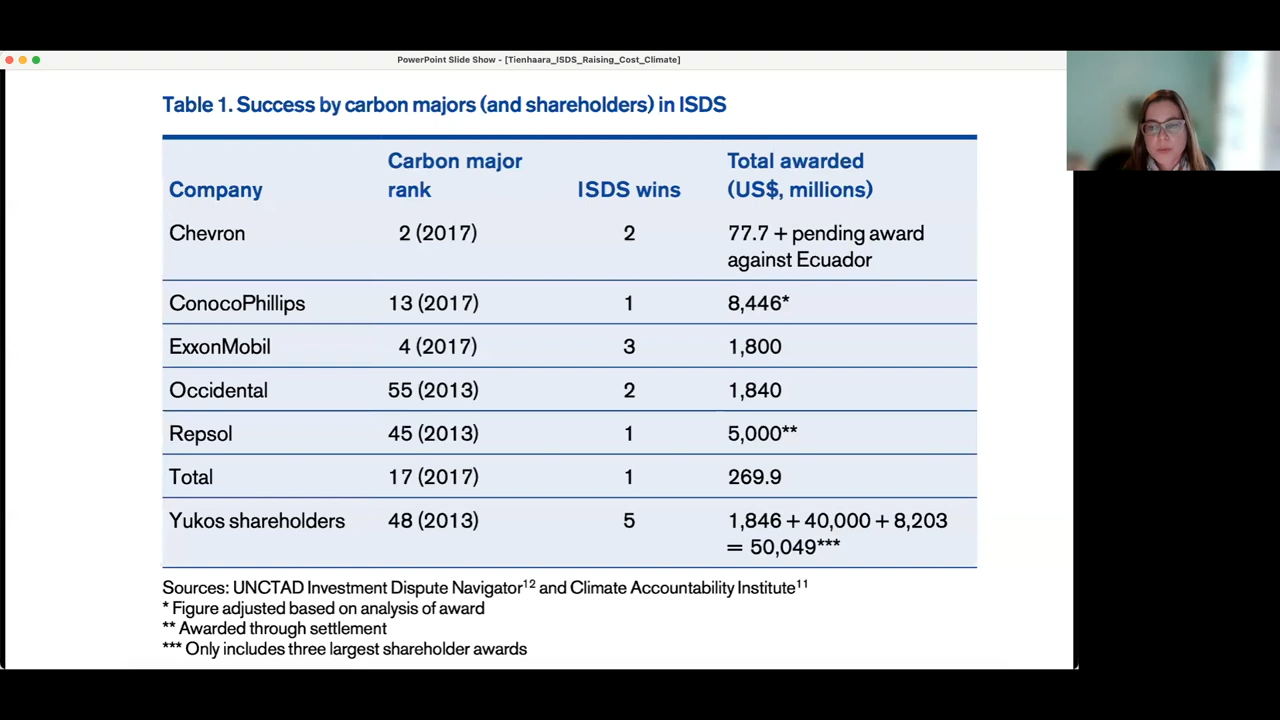 PowerPoint Slide Show - [Tienhaara_ISDS_Raising_Cost_Climate]
Table 1. Success by carbon majors (and shareholders) in ISDS
Company Carbon major rank ISDS wins Total awarded (US$, millions)
Chevron 2 (2017) 2 77.7 + pending award against Ecuador
ConocoPhillips 13 (2017) 1 8,446*
ExxonMobil 4 (2017) 3 1,800
Occidental 55 (2013) 2 1,840
Repsol 45 (2013) 1 5,000**
Total 17 (2017) 1 269.9
Yukos shareholders 48 (2013) 5 1,846 + 40,000 + 8,203 = 50,049***
Sources: UNCTAD Investment Dispute Navigator¹² and Climate Accountability Institute¹¹
* Figure adjusted based on analysis of award
** Awarded through settlement
*** Only includes three largest shareholder awards